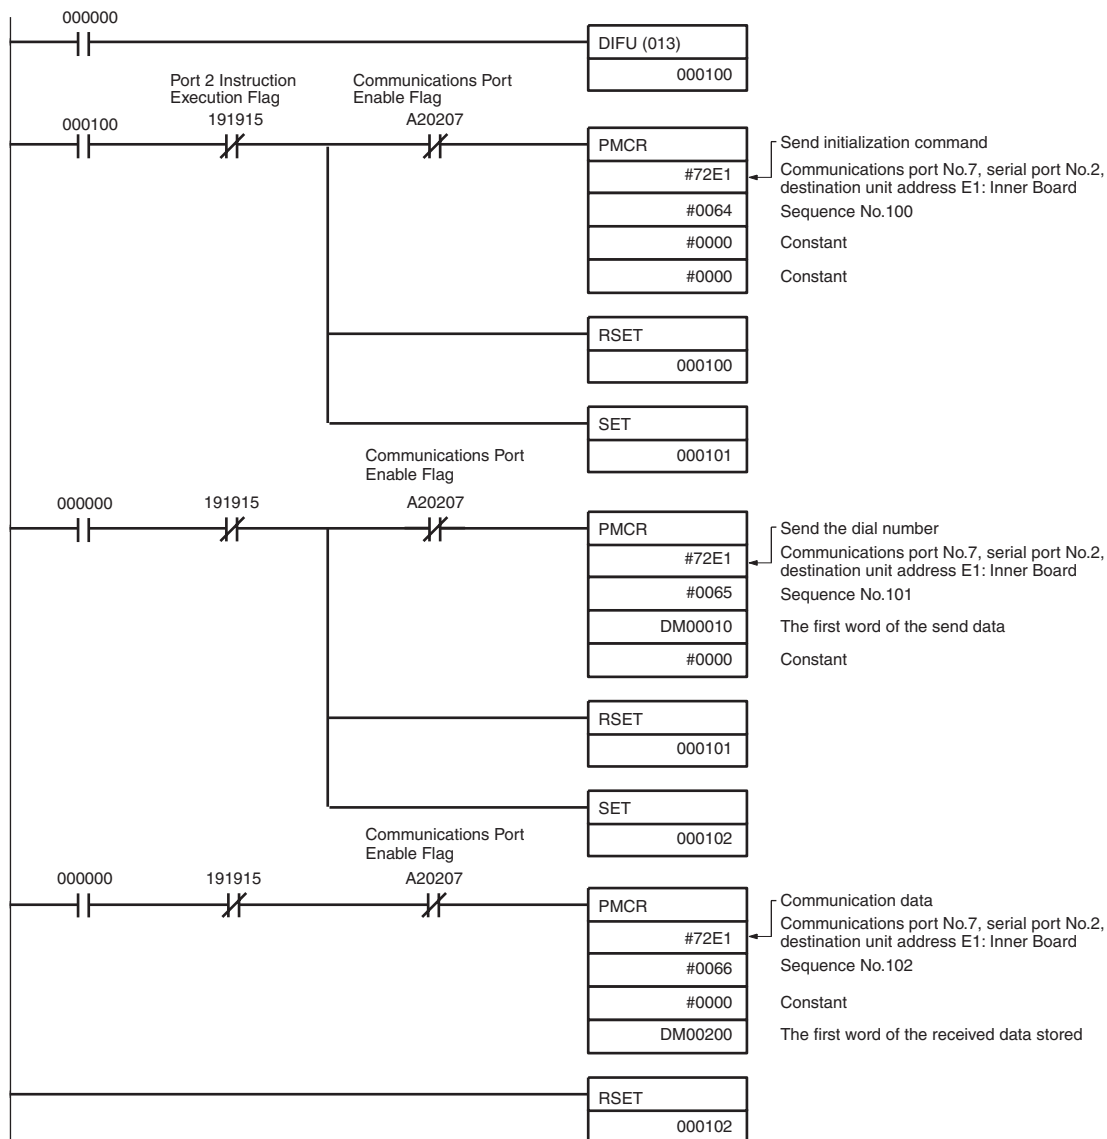 000000
DIFU (013)
000100
Port 2 Instruction
Execution Flag
Communications Port
Enable Flag
000100
191915
A20207
PMCR
#72E1
#0064
#0000
#0000
Send initialization command
Communications port No.7, serial port No.2,
destination unit address E1: Inner Board
Sequence No.100
Constant
Constant
RSET
000100
SET
000101
Communications Port
Enable Flag
000000
191915
A20207
PMCR
#72E1
#0065
DM00010
#0000
Send the dial number
Communications port No.7, serial port No.2,
destination unit address E1: Inner Board
Sequence No.101
The first word of the send data
Constant
RSET
000101
SET
000102
Communications Port
Enable Flag
000000
191915
A20207
PMCR
#72E1
#0066
#0000
DM00200
Communication data
Communications port No.7, serial port No.2,
destination unit address E1: Inner Board
Sequence No.102
Constant
The first word of the received data stored
RSET
000102